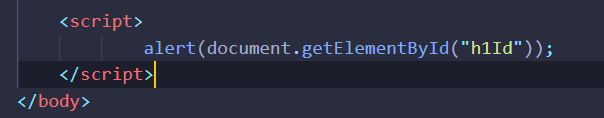 <script>
alert(document.getElementById("h1Id"));
</script>
</body>